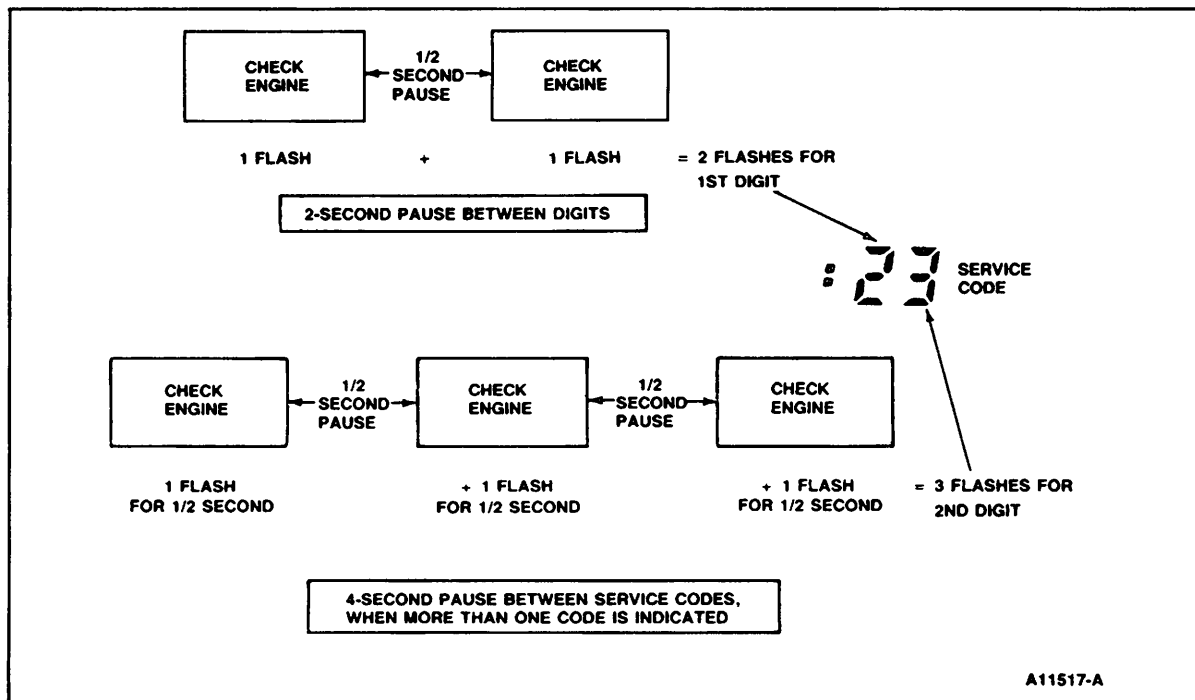 CHECK
ENGINE
1/2
SECOND
PAUSE
CHECK
ENGINE
1 FLASH + 1 FLASH = 2 FLASHES FOR
1ST DIGIT
2-SECOND PAUSE BETWEEN DIGITS
:23
SERVICE
CODE
CHECK
ENGINE
1/2
SECOND
PAUSE
CHECK
ENGINE
1/2
SECOND
PAUSE
CHECK
ENGINE
1 FLASH
FOR 1/2 SECOND
+ 1 FLASH
FOR 1/2 SECOND
+ 1 FLASH
FOR 1/2 SECOND
= 3 FLASHES FOR
2ND DIGIT
4-SECOND PAUSE BETWEEN SERVICE CODES,
WHEN MORE THAN ONE CODE IS INDICATED
A11517-A